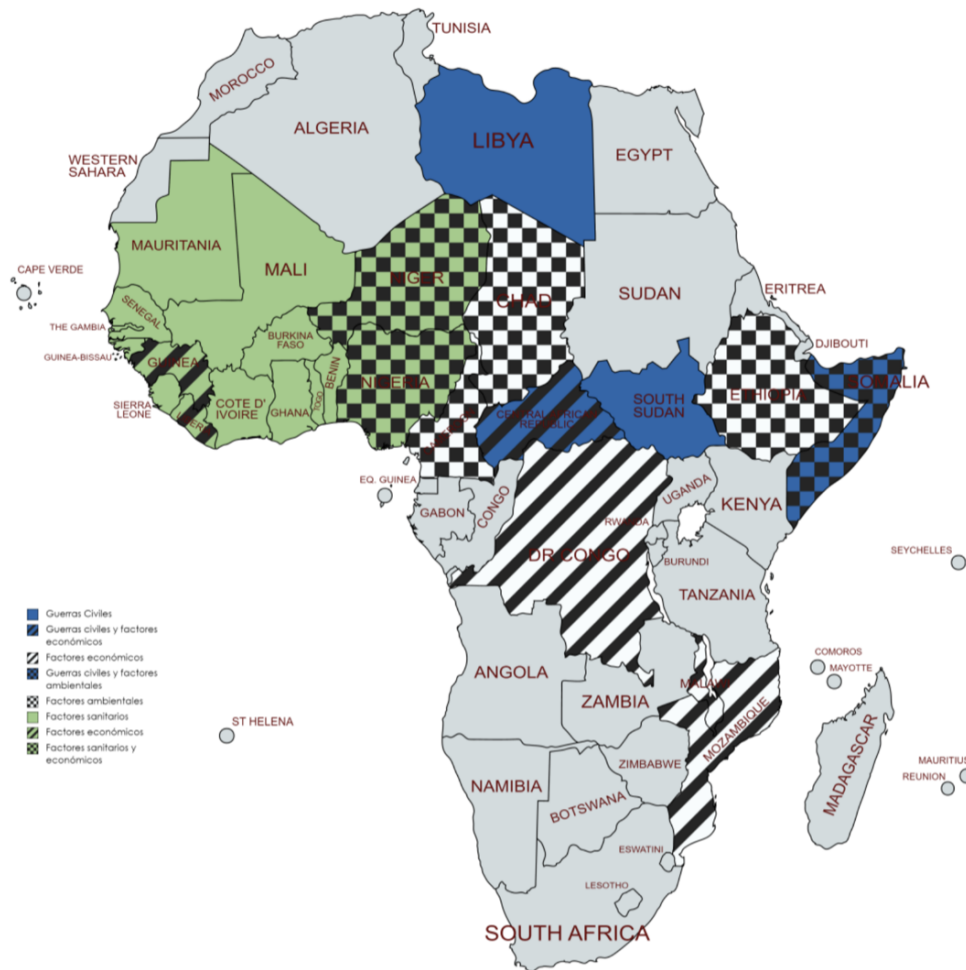 TUNISIA
MOROCCO
ALGERIA
LIBYA
EGYPT
WESTERN
SAHARA
MAURITANIA
MALI
NIGER
CHAD
SUDAN
ERITREA
CAPE VERDE
SENEGAL
THE GAMBIA
GUINEA-BISSAU
GUINEA
BURKINA
FASO
BENIN
NIGERIA
DJIBOUTI
SOMALIA
ETHIOPIA
SOUTH
SUDAN
CENTRAL AFRICAN
REPUBLIC
SIERRA
LEONE
LIBERIA
COTE D'
IVOIRE
GHANA
TOGO
CAMEROON
EQ. GUINEA
GABON
CONGO
UGANDA
KENYA
RWANDA
DR CONGO
BURUNDI
TANZANIA
SEYCHELLES
Guerras Civiles
Guerras civiles y factores
económicos
Factores económicos
Guerras civiles y factores
ambientales
Factores ambientales
Factores sanitarios
Factores económicos
Factores sanitarios y
económicos
ANGOLA
ZAMBIA
MALAWI
MOZAMBIQUE
COMOROS
MAYOTTE
ST HELENA
NAMIBIA
ZIMBABWE
BOTSWANA
MADAGASCAR
MAURITIUS
REUNION
ESWATINI
LESOTHO
SOUTH AFRICA